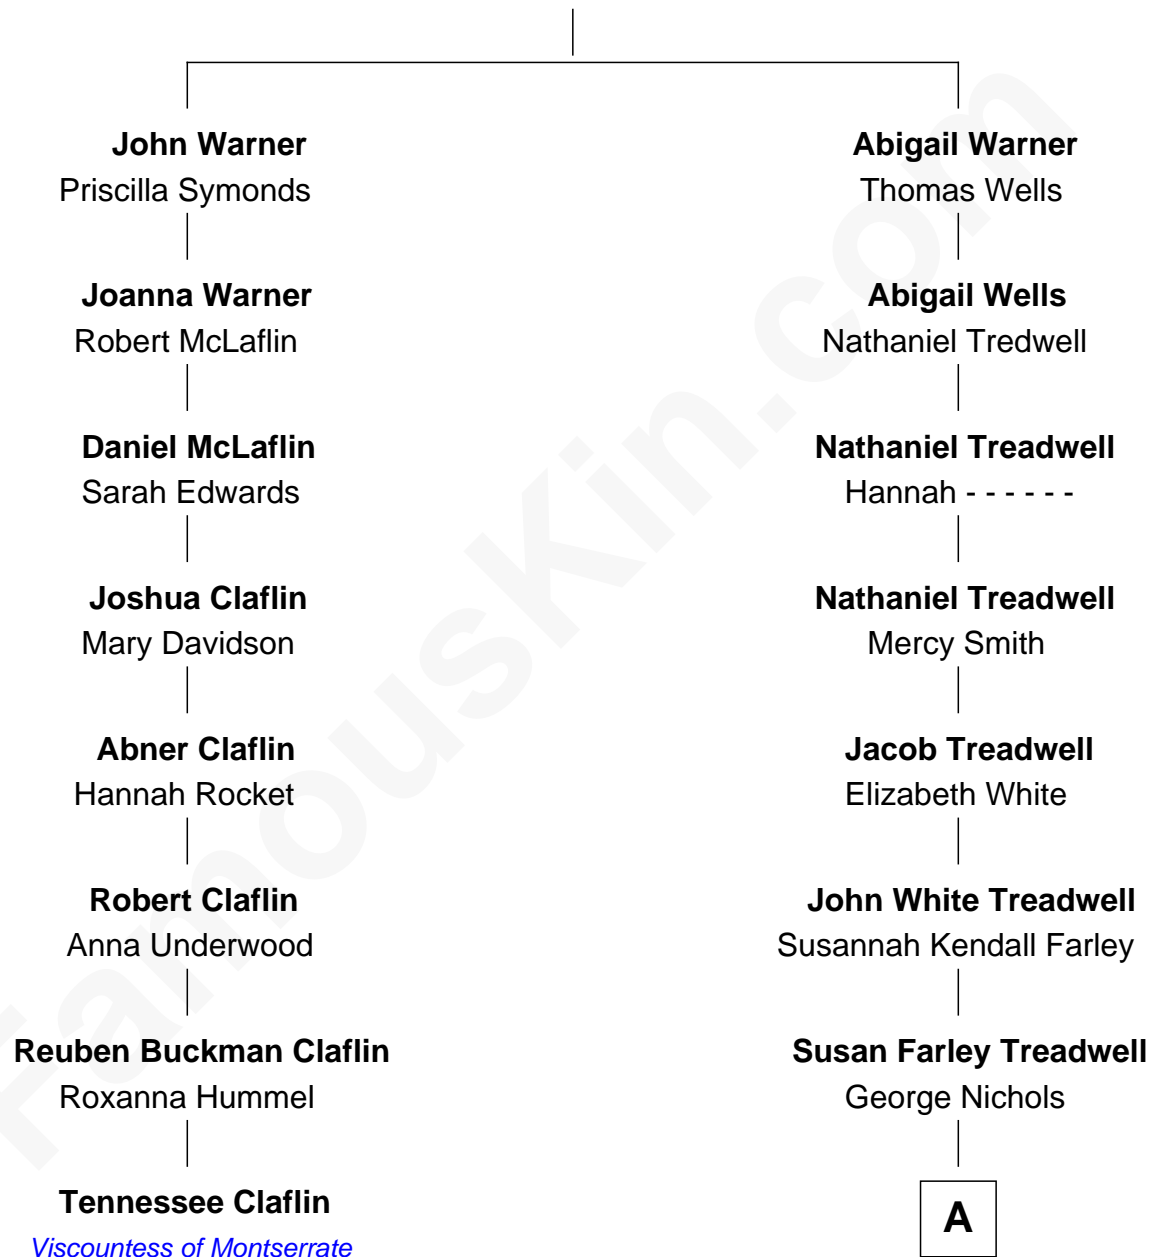 John Warner
Priscilla Symonds
Abigail Warner
Thomas Wells
Joanna Warner
Robert McLaflin
Abigail Wells
Nathaniel Tredwell
Daniel McLaflin
Sarah Edwards
Nathaniel Treadwell
Hannah - - - - - -
Joshua Claflin
Mary Davidson
Nathaniel Treadwell
Mercy Smith
Abner Claflin
Hannah Rocket
Jacob Treadwell
Elizabeth White
Robert Claflin
Anna Underwood
John White Treadwell
Susannah Kendall Farley
Reuben Buckman Claflin
Roxanna Hummel
Susan Farley Treadwell
George Nichols
Tennessee Claflin
Viscountess of Montserrate
A
FamousKin.com